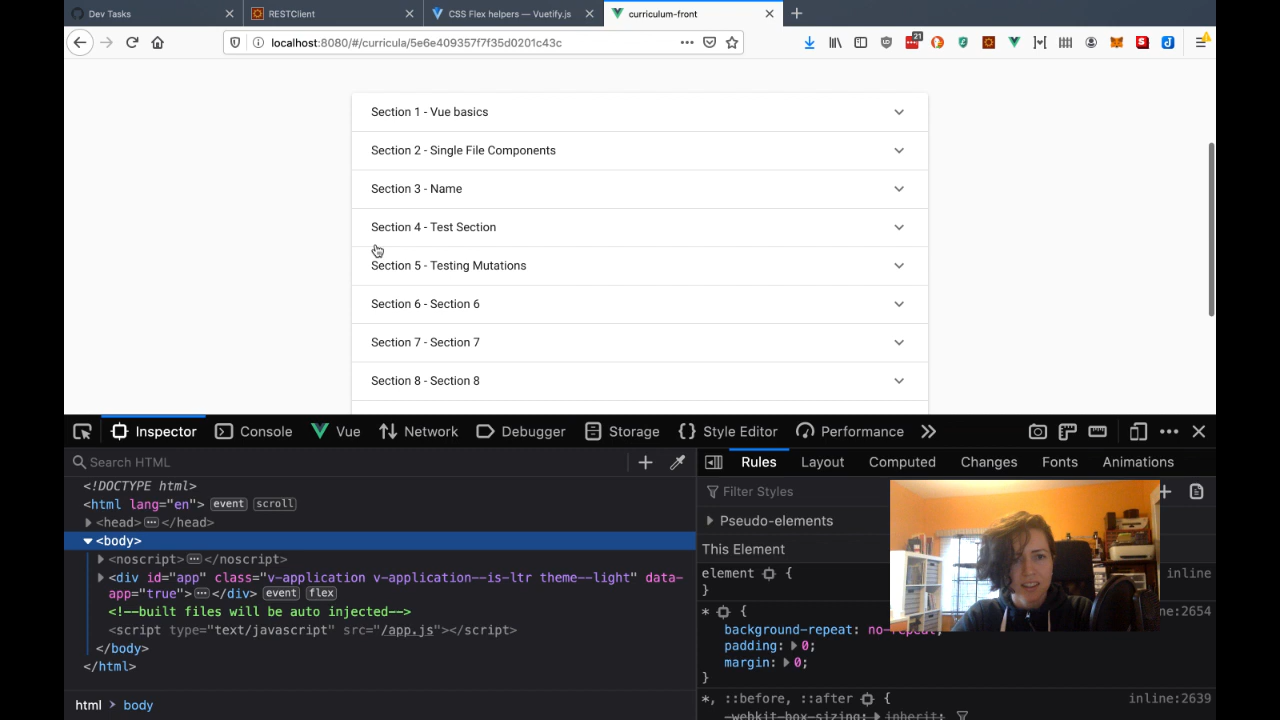 Dev Tasks
RESTClient
CSS Flex helpers — Vuetify.js
curriculum-front
localhost:8080/#/curricula/5e6e409357f7f35d0201c43c
21
Section 1 - Vue basics
Section 2 - Single File Components
Section 3 - Name
Section 4 - Test Section
Section 5 - Testing Mutations
Section 6 - Section 6
Section 7 - Section 7
Section 8 - Section 8
Inspector Console Vue Network Debugger Storage Style Editor Performance
Search HTML
Rules Layout Computed Changes Fonts Animations
<!DOCTYPE html>
<html lang="en"> event scroll
<head> </head>
<body>
<noscript> </noscript>
<div id="app" class="v-application v-application--is-ltr theme--light" data-
app="true"> </div> event flex
<!--built files will be auto injected-->
<script type="text/javascript" src="/app.js"></script>
</body>
</html>
html > body
Filter Styles
Pseudo-elements
This Element
element {
inline
}
* {
ne:2654
background-repeat: no-repeat;
padding: 0;
margin: 0;
}
*, ::before, ::after {
inline:2639
-webkit-box-sizing: inherit;